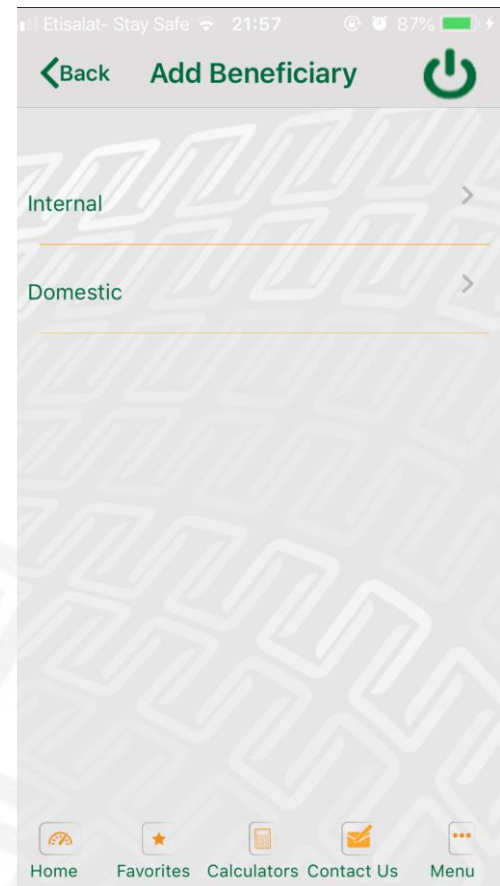 Etisalat- Stay Safe 21:57 87%
Back Add Beneficiary
Internal
Domestic
Home Favorites Calculators Contact Us Menu